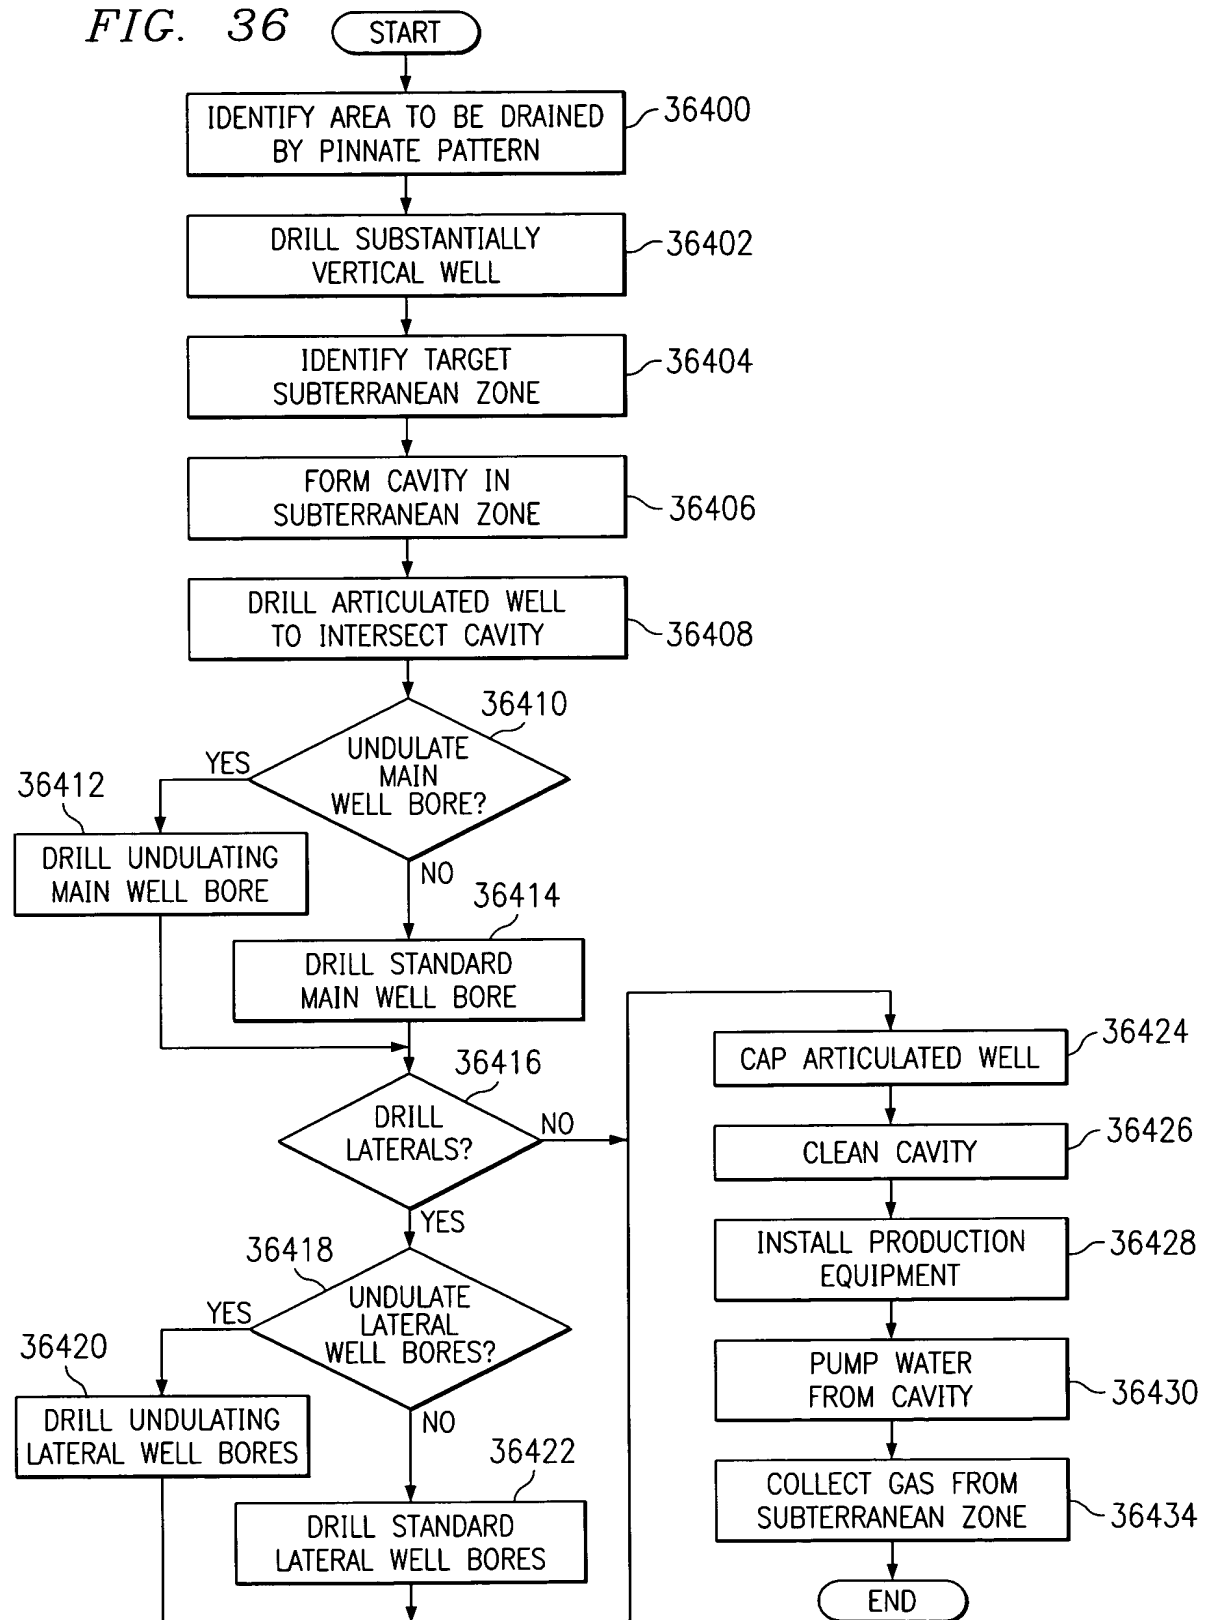 FIG. 36
START
IDENTIFY AREA TO BE DRAINED
BY PINNATE PATTERN
36400
DRILL SUBSTANTIALLY
VERTICAL WELL
36402
IDENTIFY TARGET
SUBTERRANEAN ZONE
36404
FORM CAVITY IN
SUBTERRANEAN ZONE
36406
DRILL ARTICULATED WELL
TO INTERSECT CAVITY
36408
36410
UNDULATE
MAIN
WELL BORE?
YES
NO
36412
DRILL UNDULATING
MAIN WELL BORE
36414
DRILL STANDARD
MAIN WELL BORE
36416
DRILL
LATERALS?
NO
YES
36418
UNDULATE
LATERAL
WELL BORES?
YES
NO
36420
DRILL UNDULATING
LATERAL WELL BORES
36422
DRILL STANDARD
LATERAL WELL BORES
CAP ARTICULATED WELL
36424
CLEAN CAVITY
36426
INSTALL PRODUCTION
EQUIPMENT
36428
PUMP WATER
FROM CAVITY
36430
COLLECT GAS FROM
SUBTERRANEAN ZONE
36434
END